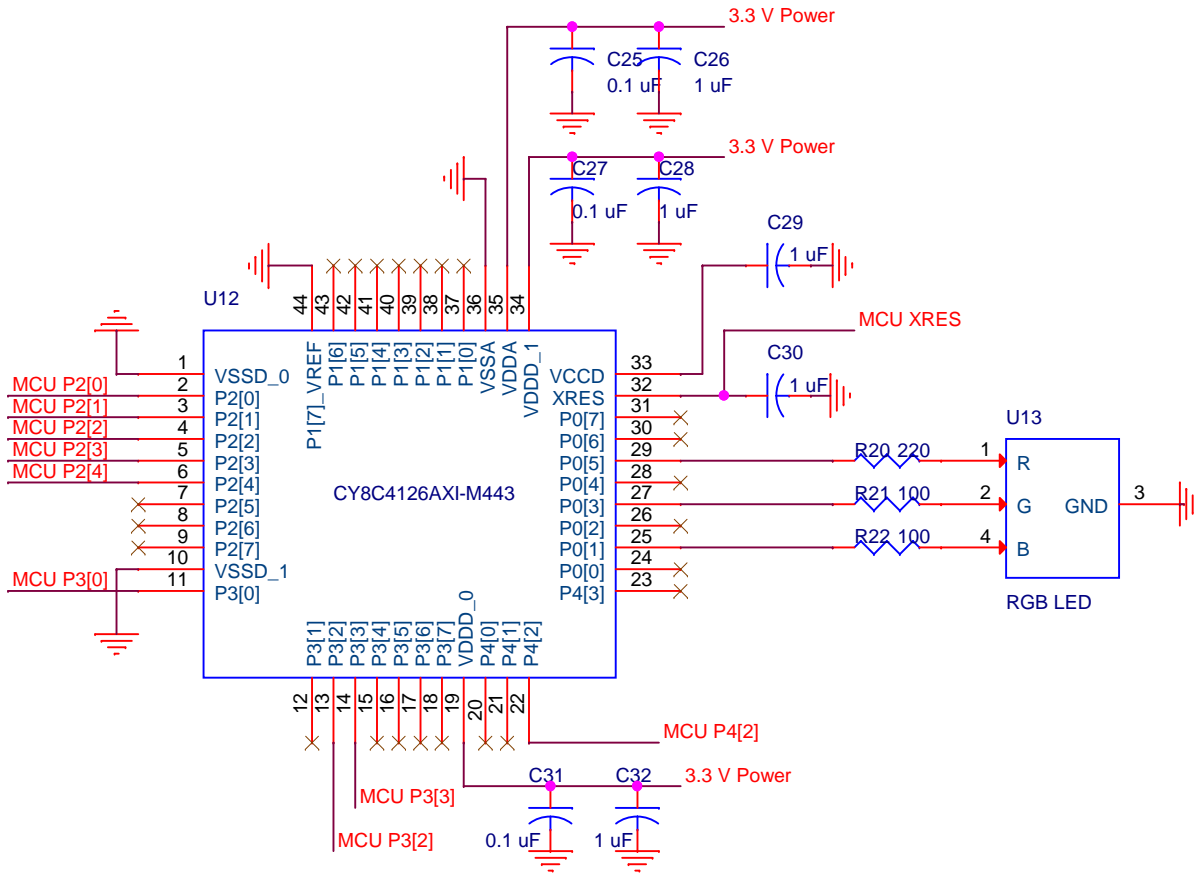 3.3 V Power
C25
0.1 uF
C26
1 uF
3.3 V Power
C27
0.1 uF
C28
1 uF
C29
1 uF
MCU XRES
C30
1 uF
U12
44
43
42
41
40
39
38
37
36
35
34
P1[7]_VREF
P1[6]
P1[5]
P1[4]
P1[3]
P1[2]
P1[1]
P1[0]
VSSA
VDDA
VDDD_1
1
VSSD_0
MCU P2[0]
2
P2[0]
MCU P2[1]
3
P2[1]
MCU P2[2]
4
P2[2]
MCU P2[3]
5
P2[3]
MCU P2[4]
6
P2[4]
7
P2[5]
8
P2[6]
9
P2[7]
10
VSSD_1
MCU P3[0]
11
P3[0]
CY8C4126AXI-M443
VCCD
33
XRES
32
P0[7]
31
P0[6]
30
P0[5]
29
P0[4]
28
P0[3]
27
P0[2]
26
P0[1]
25
P0[0]
24
P4[3]
23
R20 220
R21 100
R22 100
U13
1
R
2
G
4
B
GND
3
RGB LED
P3[1]
P3[2]
P3[3]
P3[4]
P3[5]
P3[6]
P3[7]
VDDD_0
P4[0]
P4[1]
P4[2]
12
13
14
15
16
17
18
19
20
21
22
MCU P4[2]
MCU P3[3]
MCU P3[2]
C31
0.1 uF
C32
1 uF
3.3 V Power